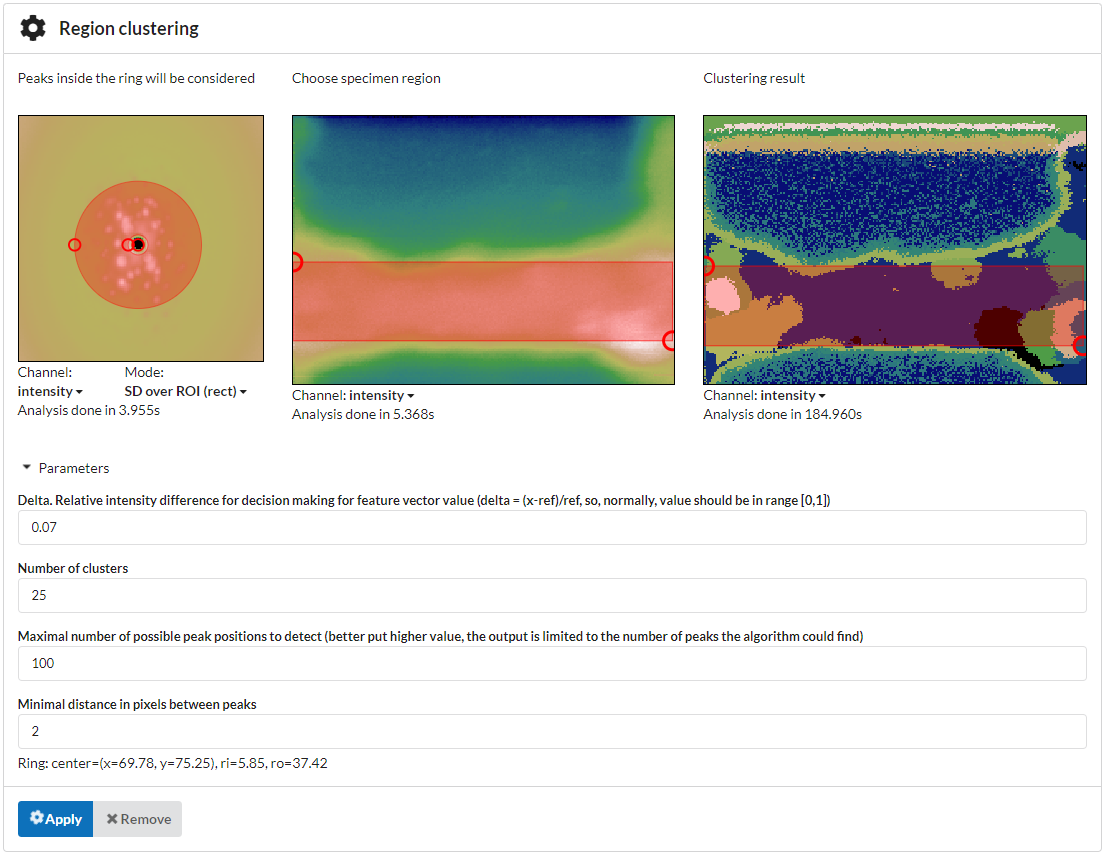 Region clustering
Peaks inside the ring will be considered
Choose specimen region
Clustering result
Channel:
Mode:
intensity
SD over ROI (rect)
Analysis done in 3.955s
Channel: intensity
Analysis done in 5.368s
Channel: intensity
Analysis done in 184.960s
Parameters
Delta. Relative intensity difference for decision making for feature vector value (delta = (x-ref)/ref, so, normally, value should be in range [0,1])
0.07
Number of clusters
25
Maximal number of possible peak positions to detect (better put higher value, the output is limited to the number of peaks the algorithm could find)
100
Minimal distance in pixels between peaks
2
Ring: center=(x=69.78, y=75.25), ri=5.85, ro=37.42
Apply
Remove